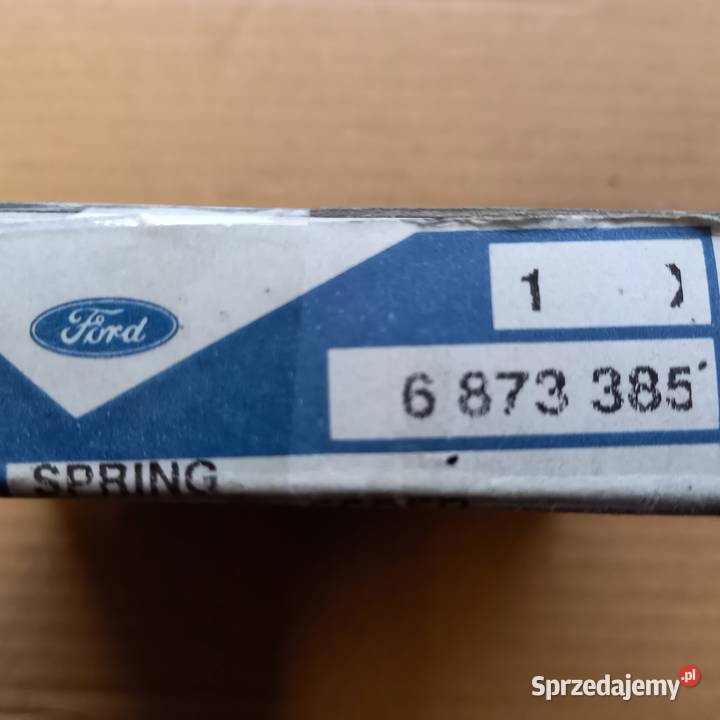 Ford
1
6 873 385
SPRING
Sprzedajemy.pl